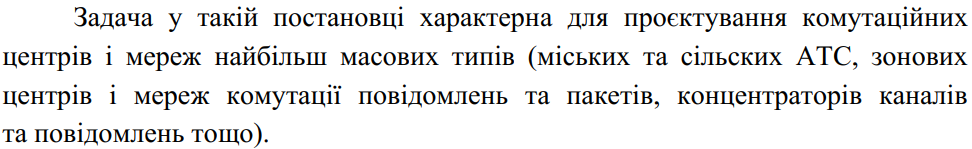 Задача у такій постановці характерна для проєктування комутаційних
центрів і мереж найбільш масових типів (міських та сільских АТС, зонових
центрів і мереж комутації повідомлень та пакетів, концентраторів каналів
та повідомлень тощо).